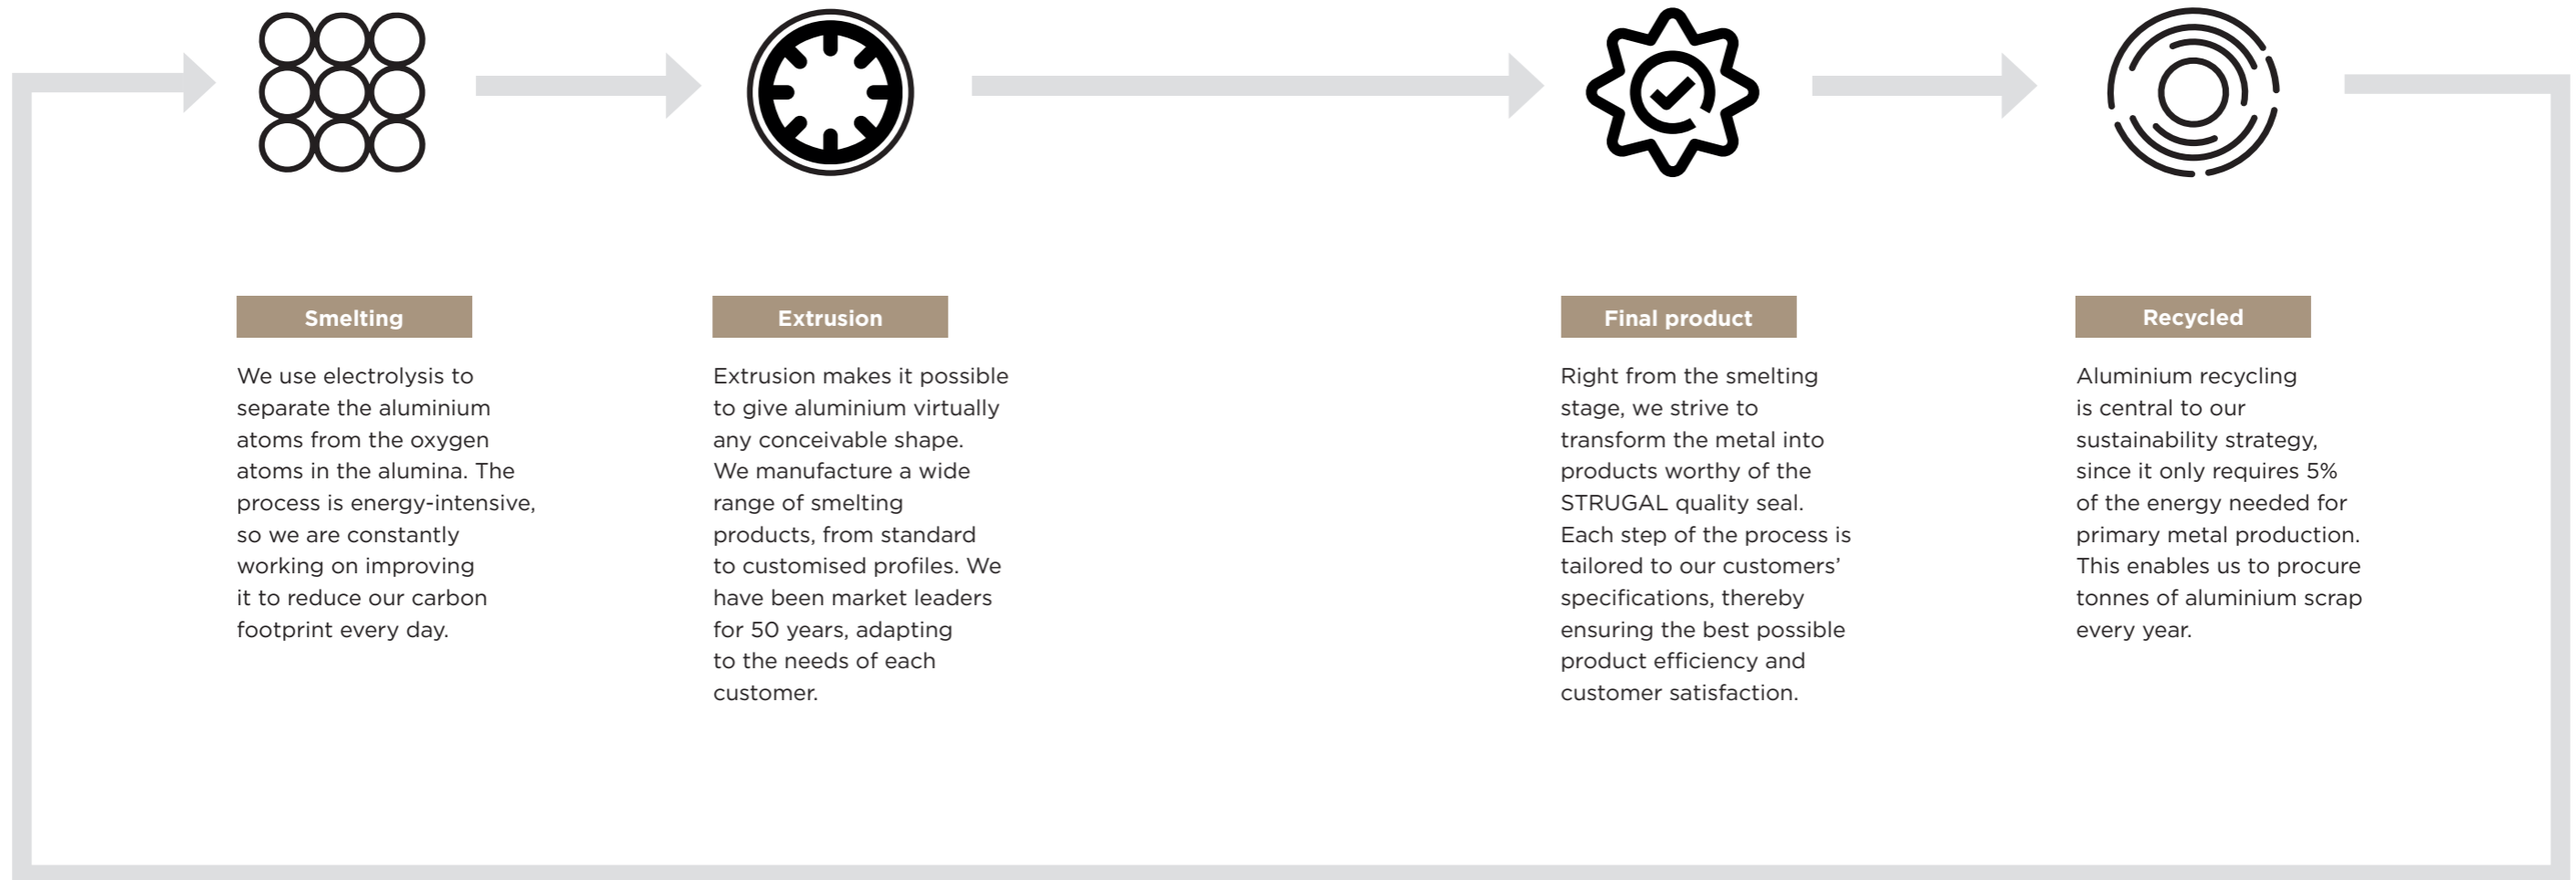 Smelting
We use electrolysis to
separate the aluminium
atoms from the oxygen
atoms in the alumina. The
process is energy-intensive,
so we are constantly
working on improving
it to reduce our carbon
footprint every day.
Extrusion
Extrusion makes it possible
to give aluminium virtually
any conceivable shape.
We manufacture a wide
range of smelting
products, from standard
to customised profiles. We
have been market leaders
for 50 years, adapting
to the needs of each
customer.
Final product
Right from the smelting
stage, we strive to
transform the metal into
products worthy of the
STRUGAL quality seal.
Each step of the process is
tailored to our customers’
specifications, thereby
ensuring the best possible
product efficiency and
customer satisfaction.
Recycled
Aluminium recycling
is central to our
sustainability strategy,
since it only requires 5%
of the energy needed for
primary metal production.
This enables us to procure
tonnes of aluminium scrap
every year.